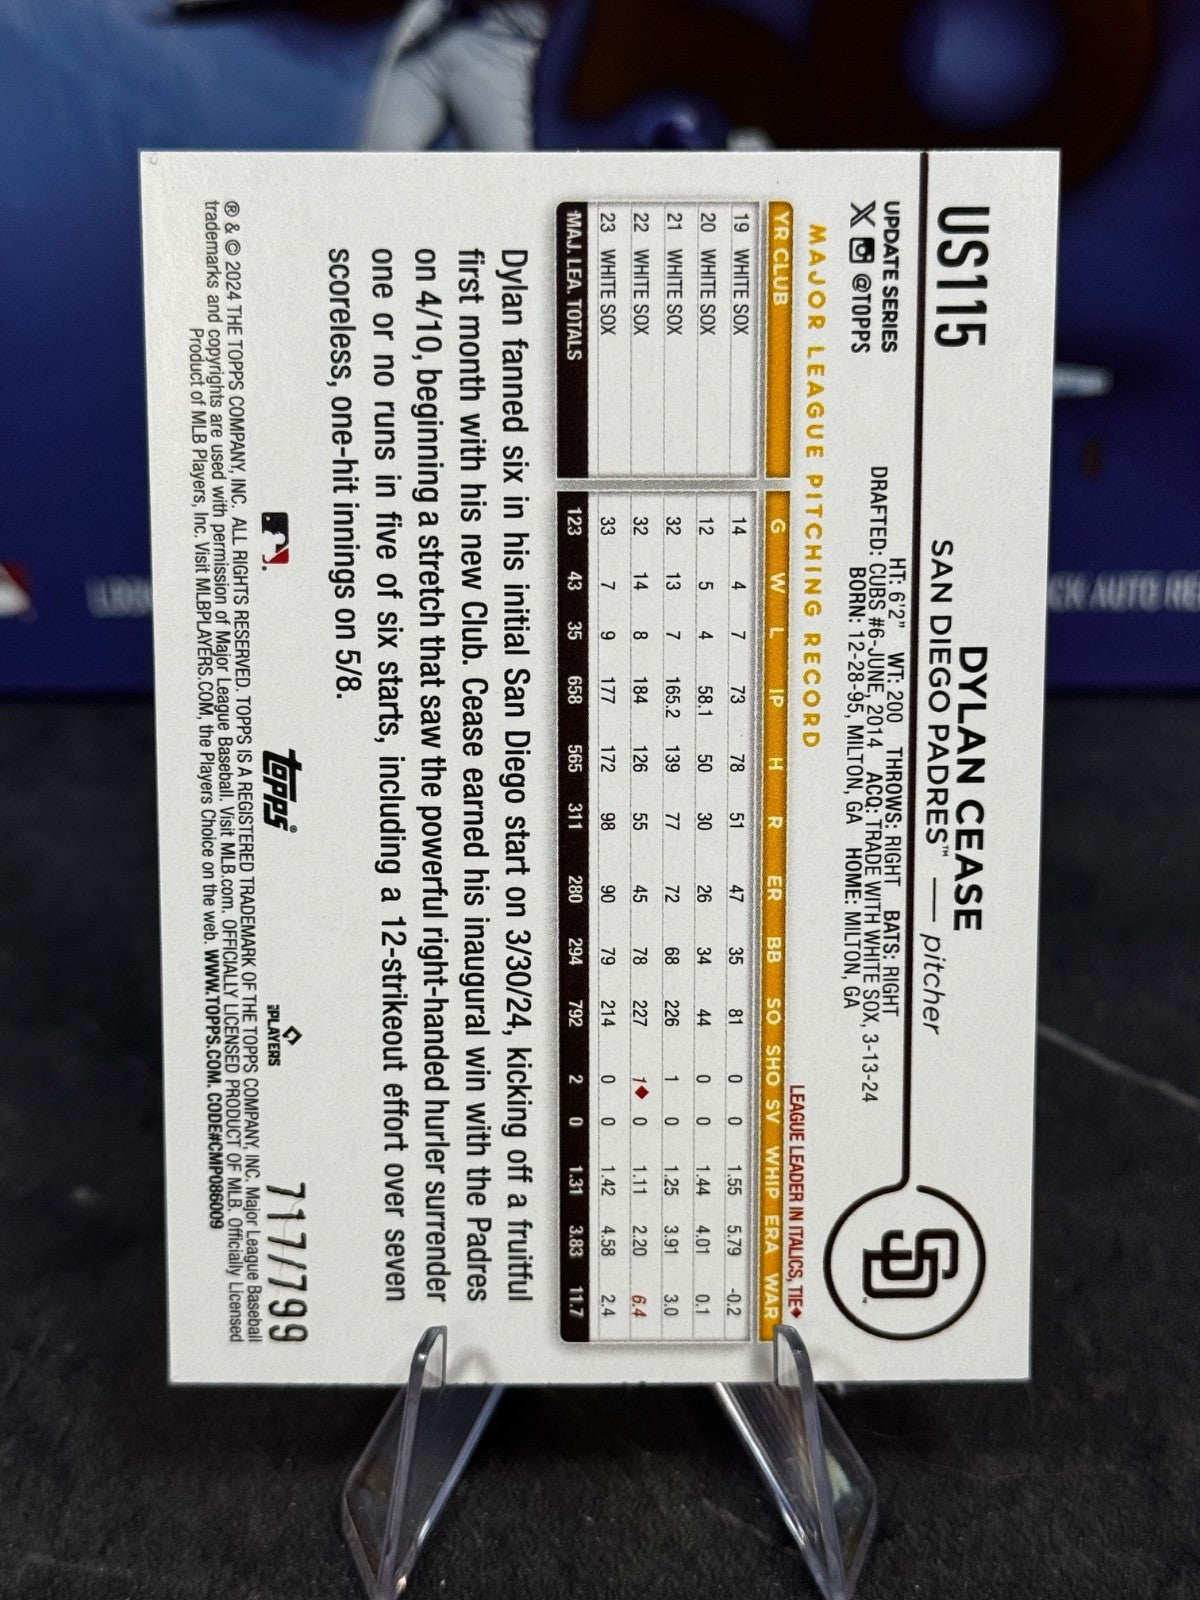 US115
DYLAN CEASE
SAN DIEGO PADRES™ — pitcher
UPDATE SERIES
X @TOPPS
HT: 6'2" WT: 200 THROWS: RIGHT BATS: RIGHT
DRAFTED: CUBS #6-JUNE, 2014 ACQ: TRADE WITH WHITE SOX, 3-13-24
BORN: 12-28-95, MILTON, GA HOME: MILTON, GA
SD
MAJOR LEAGUE PITCHING RECORD
LEAGUE LEADER IN ITALICS, TIE♦
YR CLUB G W L IP H R ER BB SO SHO SV WHIP ERA WAR
19 WHITE SOX 14 4 7 73 78 51 47 35 81 0 0 1.55 5.79 -0.2
20 WHITE SOX 12 5 4 58.1 50 30 26 34 44 0 0 1.44 4.01 0.1
21 WHITE SOX 32 13 7 165.2 139 77 72 68 226 1 0 1.25 3.91 3.0
22 WHITE SOX 32 14 8 184 126 55 45 78 227 1♦ 0 1.11 2.20 6.4
23 WHITE SOX 33 7 9 177 172 98 90 79 214 0 0 1.42 4.58 2.4
MAJ. LEA. TOTALS 123 43 35 658 565 311 280 294 792 2 0 1.31 3.83 11.7
Dylan fanned six in his initial San Diego start on 3/30/24, kicking off a fruitful
first month with his new Club. Cease earned his inaugural win with the Padres
on 4/10, beginning a stretch that saw the powerful right-handed hurler surrender
one or no runs in five of six starts, including a 12-strikeout effort over seven
scoreless, one-hit innings on 5/8.
topps®
PLAYERS
717/799
® & © 2024 THE TOPPS COMPANY, INC. ALL RIGHTS RESERVED. TOPPS IS A REGISTERED TRADEMARK OF THE TOPPS COMPANY, INC. Major League Baseball
trademarks and copyrights are used with permission of Major League Baseball. Visit MLB.com. OFFICIALLY LICENSED PRODUCT OF MLB. Officially Licensed
Product of MLB Players, Inc. Visit MLBPLAYERS.COM, the Players Choice on the web. WWW.TOPPS.COM. CODE#CMP086009
CK AUTO RE